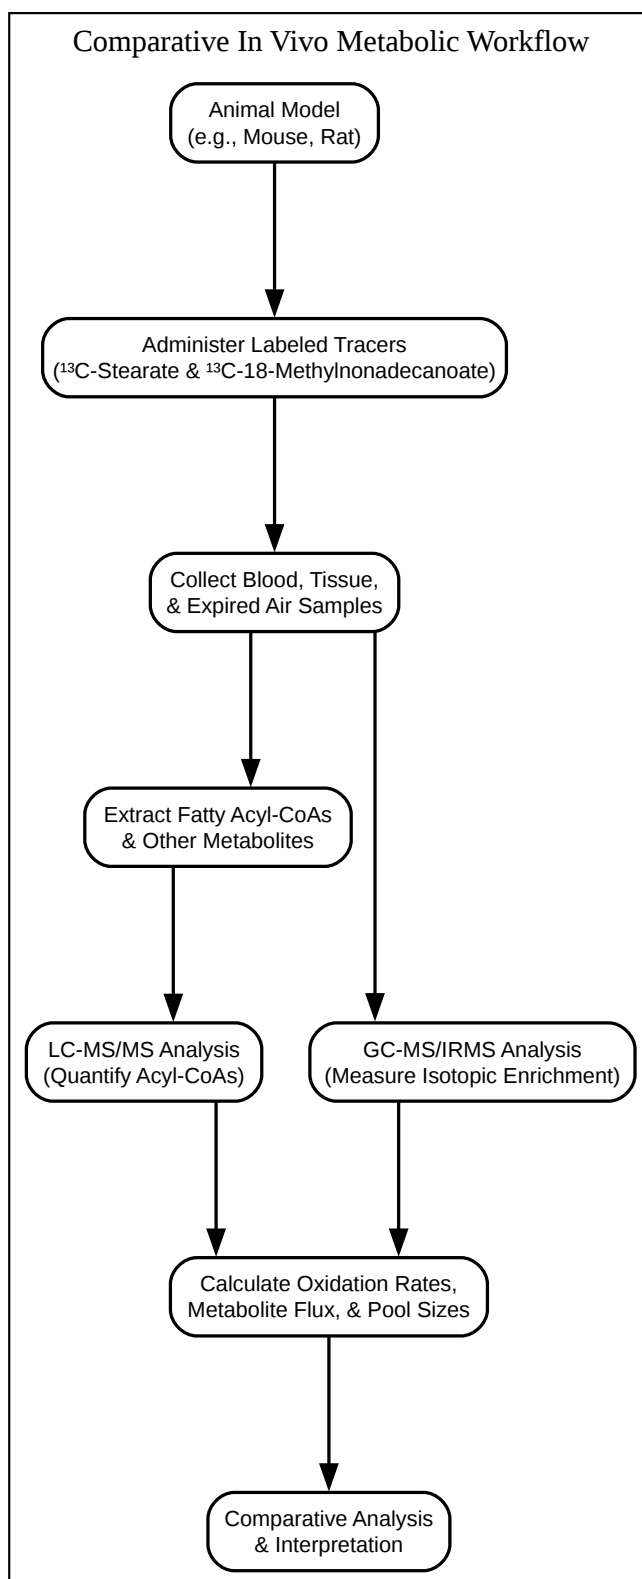 Comparative In Vivo Metabolic Workflow
Animal Model
(e.g., Mouse, Rat)
Administer Labeled Tracers
(¹³C-Stearate & ¹³C-18-Methylnonadecanoate)
Collect Blood, Tissue,
& Expired Air Samples
Extract Fatty Acyl-CoAs
& Other Metabolites
LC-MS/MS Analysis
(Quantify Acyl-CoAs)
GC-MS/IRMS Analysis
(Measure Isotopic Enrichment)
Calculate Oxidation Rates,
Metabolite Flux, & Pool Sizes
Comparative Analysis
& Interpretation